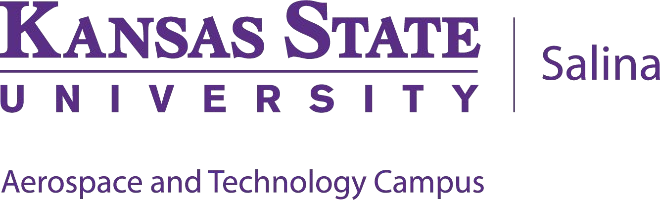 KANSAS STATE
UNIVERSITY
Salina
Aerospace and Technology Campus